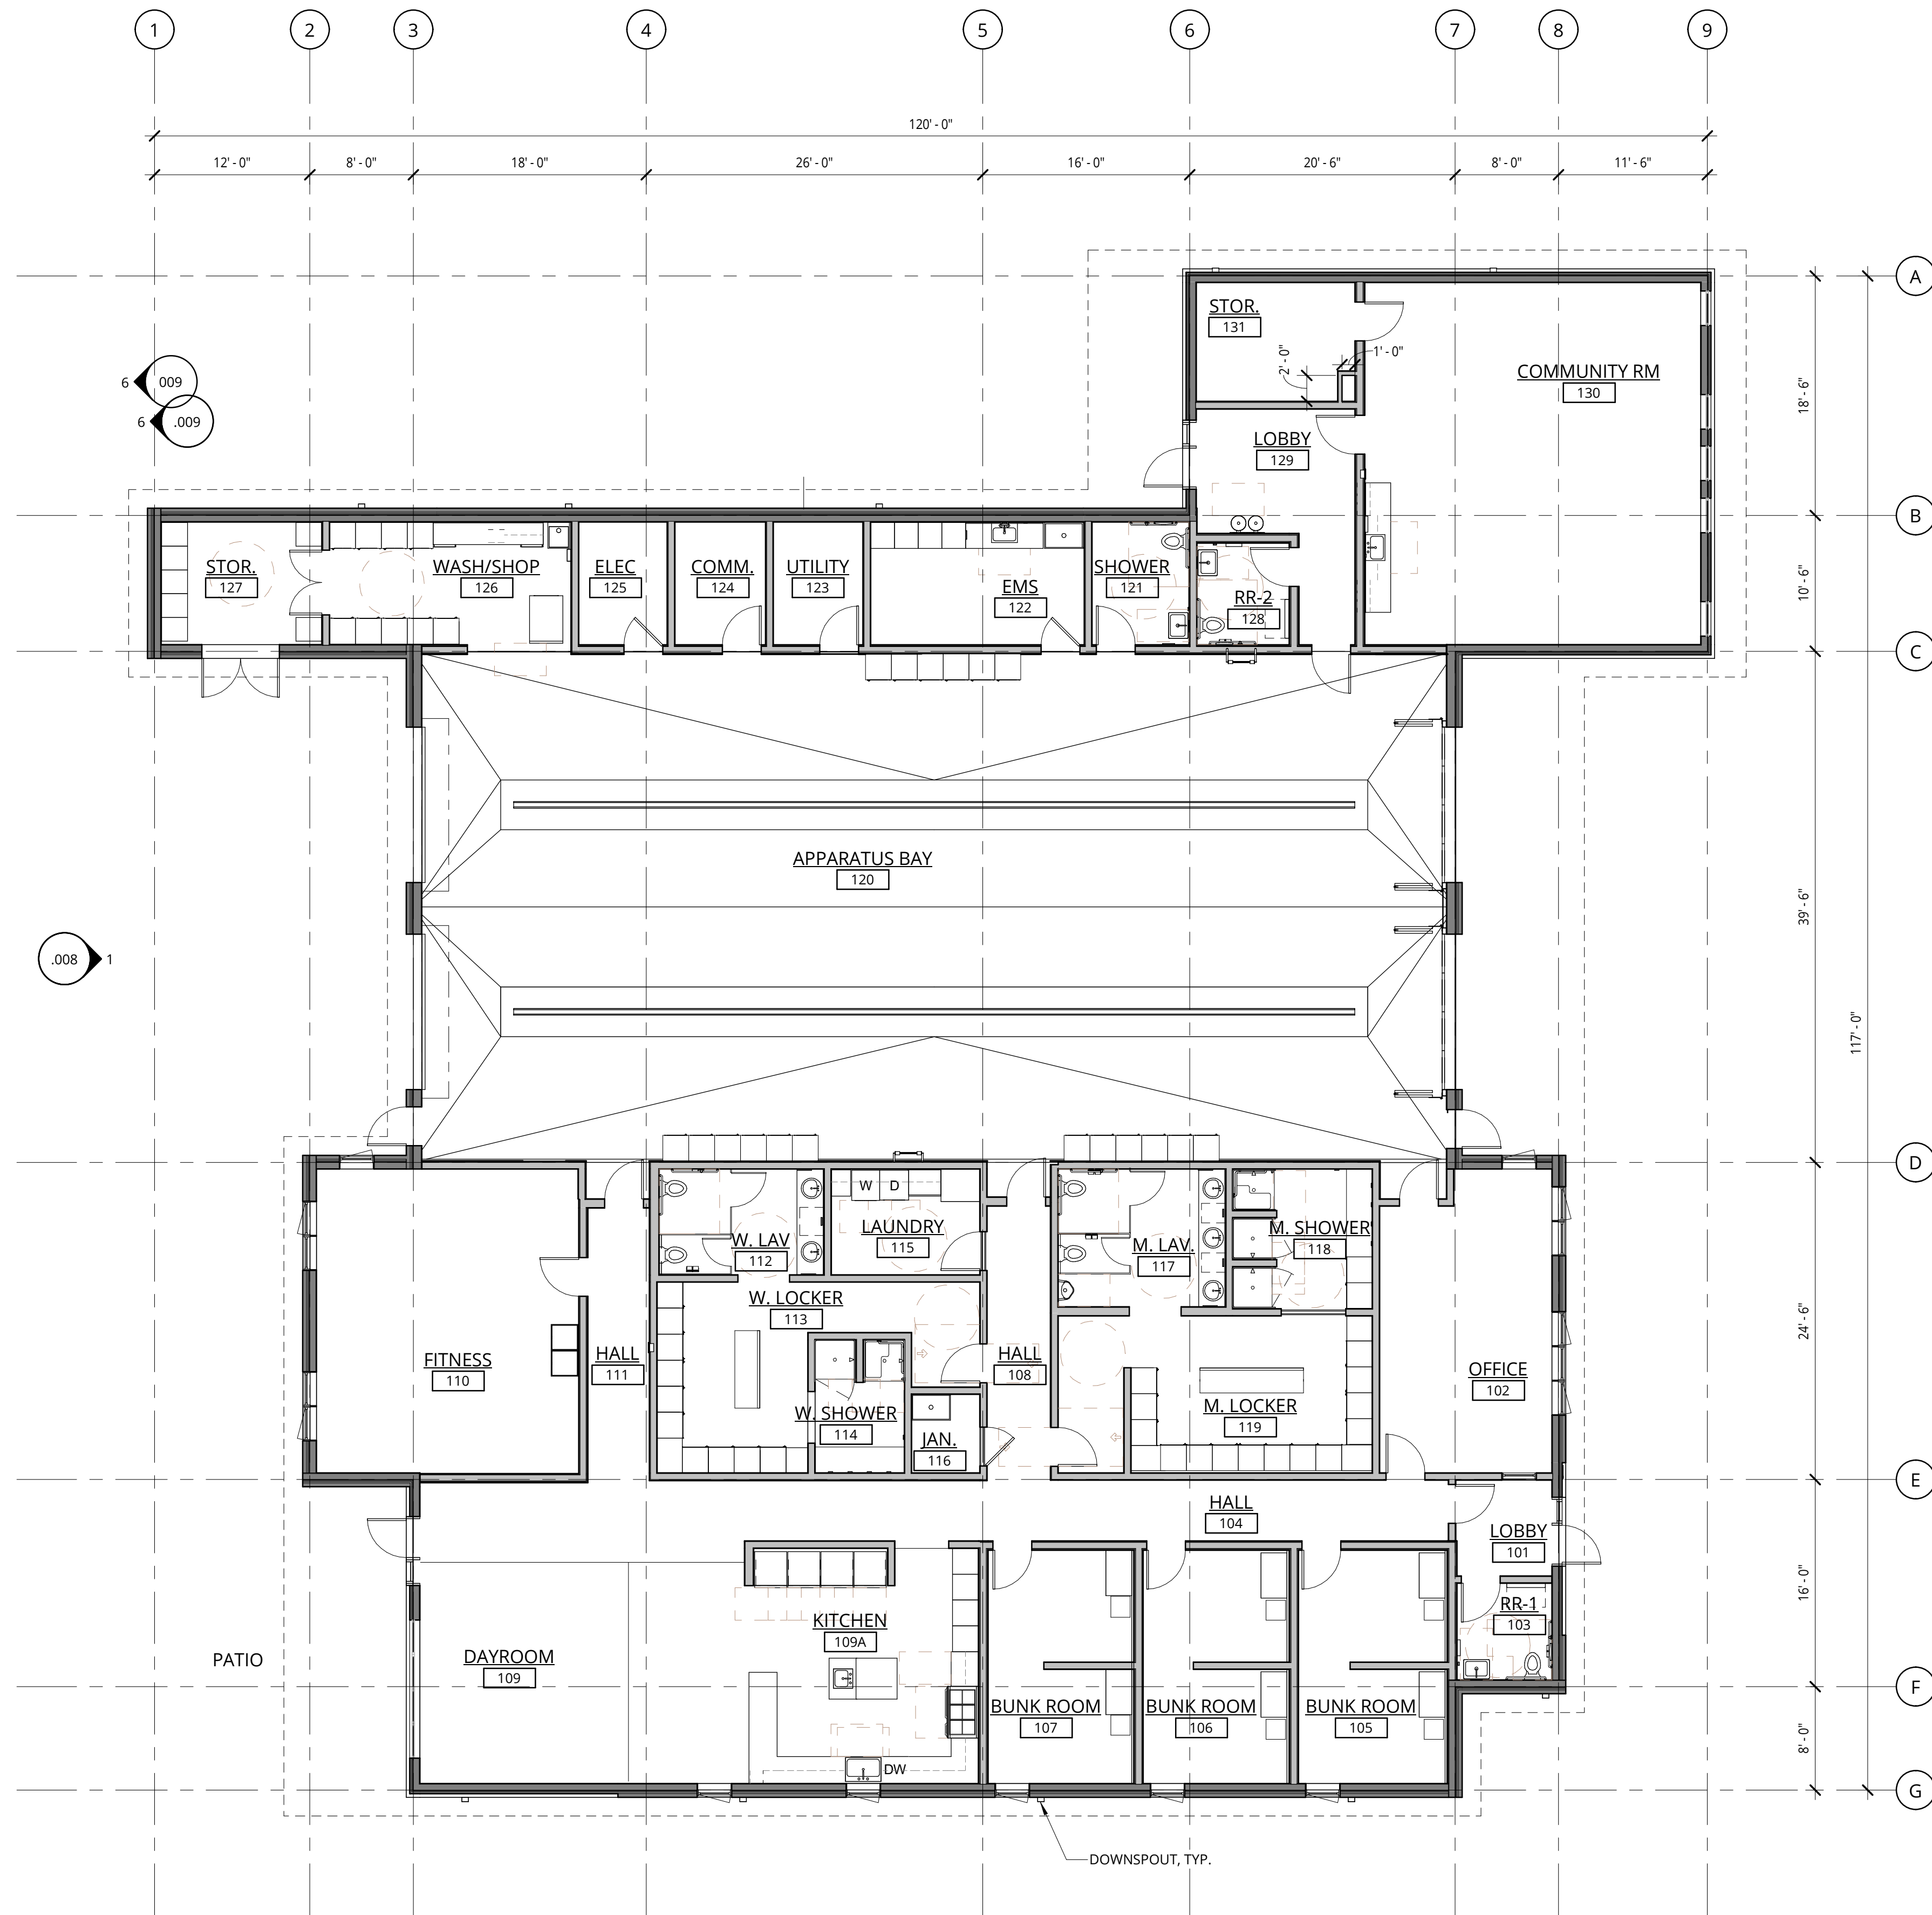 1 2 3 4 5 6 7 8 9
120' - 0"
12' - 0" 8' - 0" 18' - 0" 26' - 0" 16' - 0" 20' - 6" 8' - 0" 11' - 6"
A
STOR.
131
1' - 0"
2' - 0"
COMMUNITY RM
130
18' - 6"
6 009
6 .009
LOBBY
129
B
STOR.
127
WASH/SHOP
126
ELEC
125
COMM.
124
UTILITY
123
EMS
122
SHOWER
121
RR-2
128
10' - 6"
C
APPARATUS BAY
120
39' - 6"
.008 1
117' - 0"
D
W D
LAUNDRY
115
W. LAV
112
M. LAV.
117
M. SHOWER
118
W. LOCKER
113
FITNESS
110
HALL
111
HALL
108
OFFICE
102
24' - 6"
W. SHOWER
114
JAN.
116
M. LOCKER
119
E
HALL
104
LOBBY
101
KITCHEN
109A
RR-1
103
16' - 0"
PATIO
DAYROOM
109
F
BUNK ROOM
107
BUNK ROOM
106
BUNK ROOM
105
8' - 0"
DW
G
DOWNSPOUT, TYP.